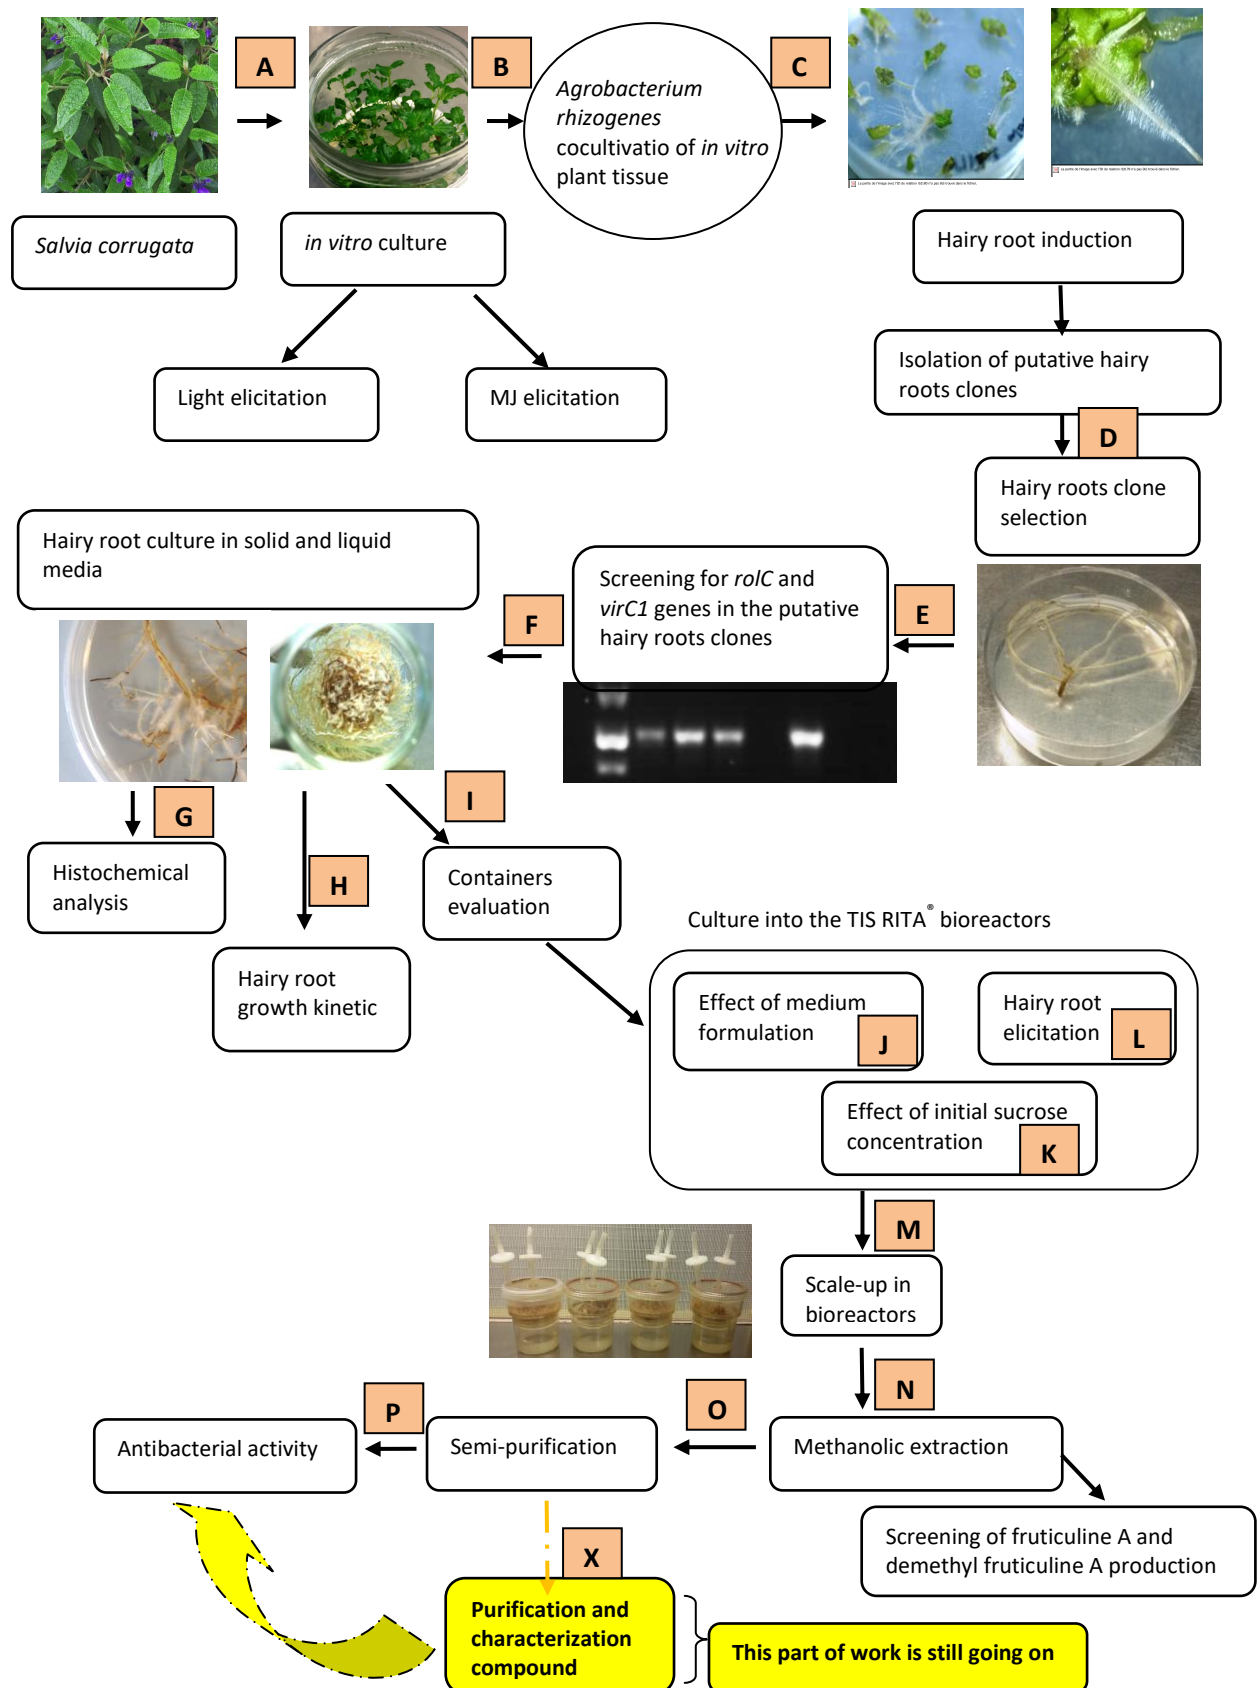 A
B
C
Agrobacterium
rhizogenes
cocultivatio of in vitro
plant tissue
Salvia corrugata
in vitro culture
Hairy root induction
Light elicitation
MJ elicitation
Isolation of putative hairy
roots clones
D
Hairy roots clone
selection
Hairy root culture in solid and liquid
media
F
Screening for rolC and
virC1 genes in the putative
hairy roots clones
E
G
I
H
Histochemical
analysis
Containers
evaluation
Hairy root
growth kinetic
Culture into the TIS RITA® bioreactors
Effect of medium
formulation
J
Hairy root
elicitation
L
Effect of initial sucrose
concentration
K
M
Scale-up in
bioreactors
N
O
P
Antibacterial activity
Semi-purification
Methanolic extraction
Screening of fruticuline A and
demethyl fruticuline A production
X
Purification and
characterization
compound
This part of work is still going on